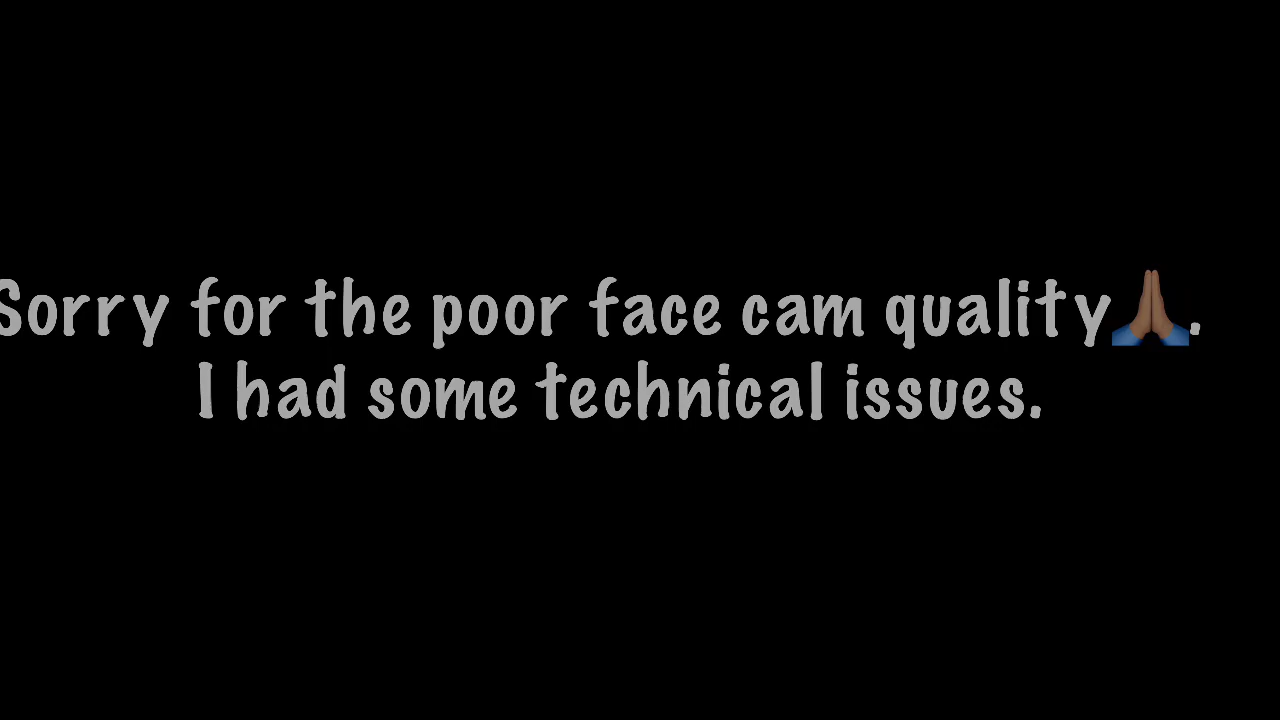 Sorry for the poor face cam quality🙏🏽.
I had some technical issues.